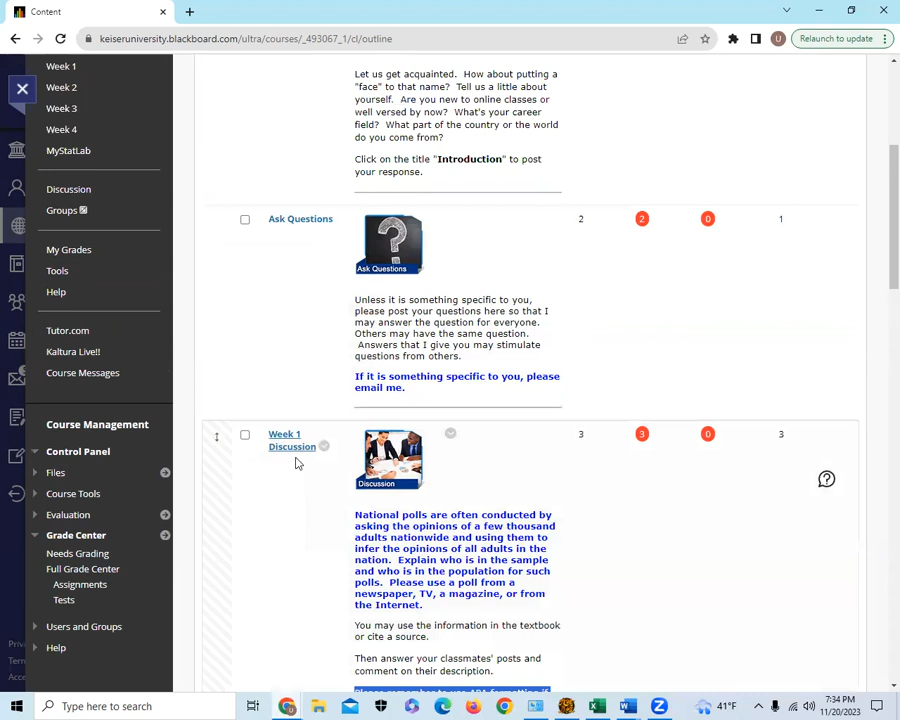 Content
keiseruniversity.blackboard.com/ultra/courses/_493067_1/cl/outline
U
Relaunch to update
Week 1
Week 2
Week 3
Week 4
MyStatLab
Discussion
Groups
My Grades
Tools
Help
Tutor.com
Kaltura Live!!
Course Messages
Course Management
Control Panel
Files
Course Tools
Evaluation
Grade Center
Needs Grading
Full Grade Center
Assignments
Tests
Users and Groups
Help
Priva
Term
Acce
Let us get acquainted. How about putting a
"face" to that name? Tell us a little about
yourself. Are you new to online classes or
well versed by now? What's your career
field? What part of the country or the world
do you come from?
Click on the title "Introduction" to post
your response.
Ask Questions
Ask Questions
2
2
0
1
Unless it is something specific to you,
please post your questions here so that I
may answer the question for everyone.
Others may have the same question.
Answers that I give you may stimulate
questions from others.
If it is something specific to you, please
email me.
Week 1
Discussion
Discussion
3
3
0
3
National polls are often conducted by
asking the opinions of a few thousand
adults nationwide and using them to
infer the opinions of all adults in the
nation. Explain who is in the sample
and who is in the population for such
polls. Please use a poll from a
newspaper, TV, a magazine, or from
the Internet.
You may use the information in the textbook
or cite a source.
Then answer your classmates' posts and
comment on their description.
Please remember to use APA formatting if
Type here to search
41°F
7:34 PM
11/20/2023